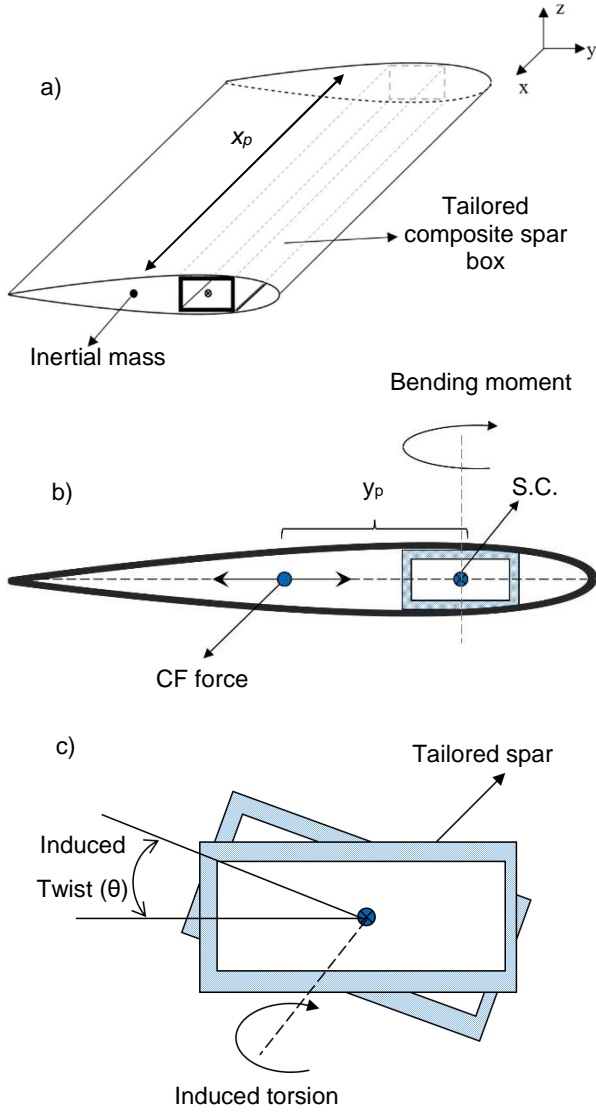 z
y
x
a)
xp
Tailored
composite spar
box
Inertial mass
Bending moment
b)
yp
S.C.
CF force
c)
Tailored spar
Induced
Twist (θ)
Induced torsion